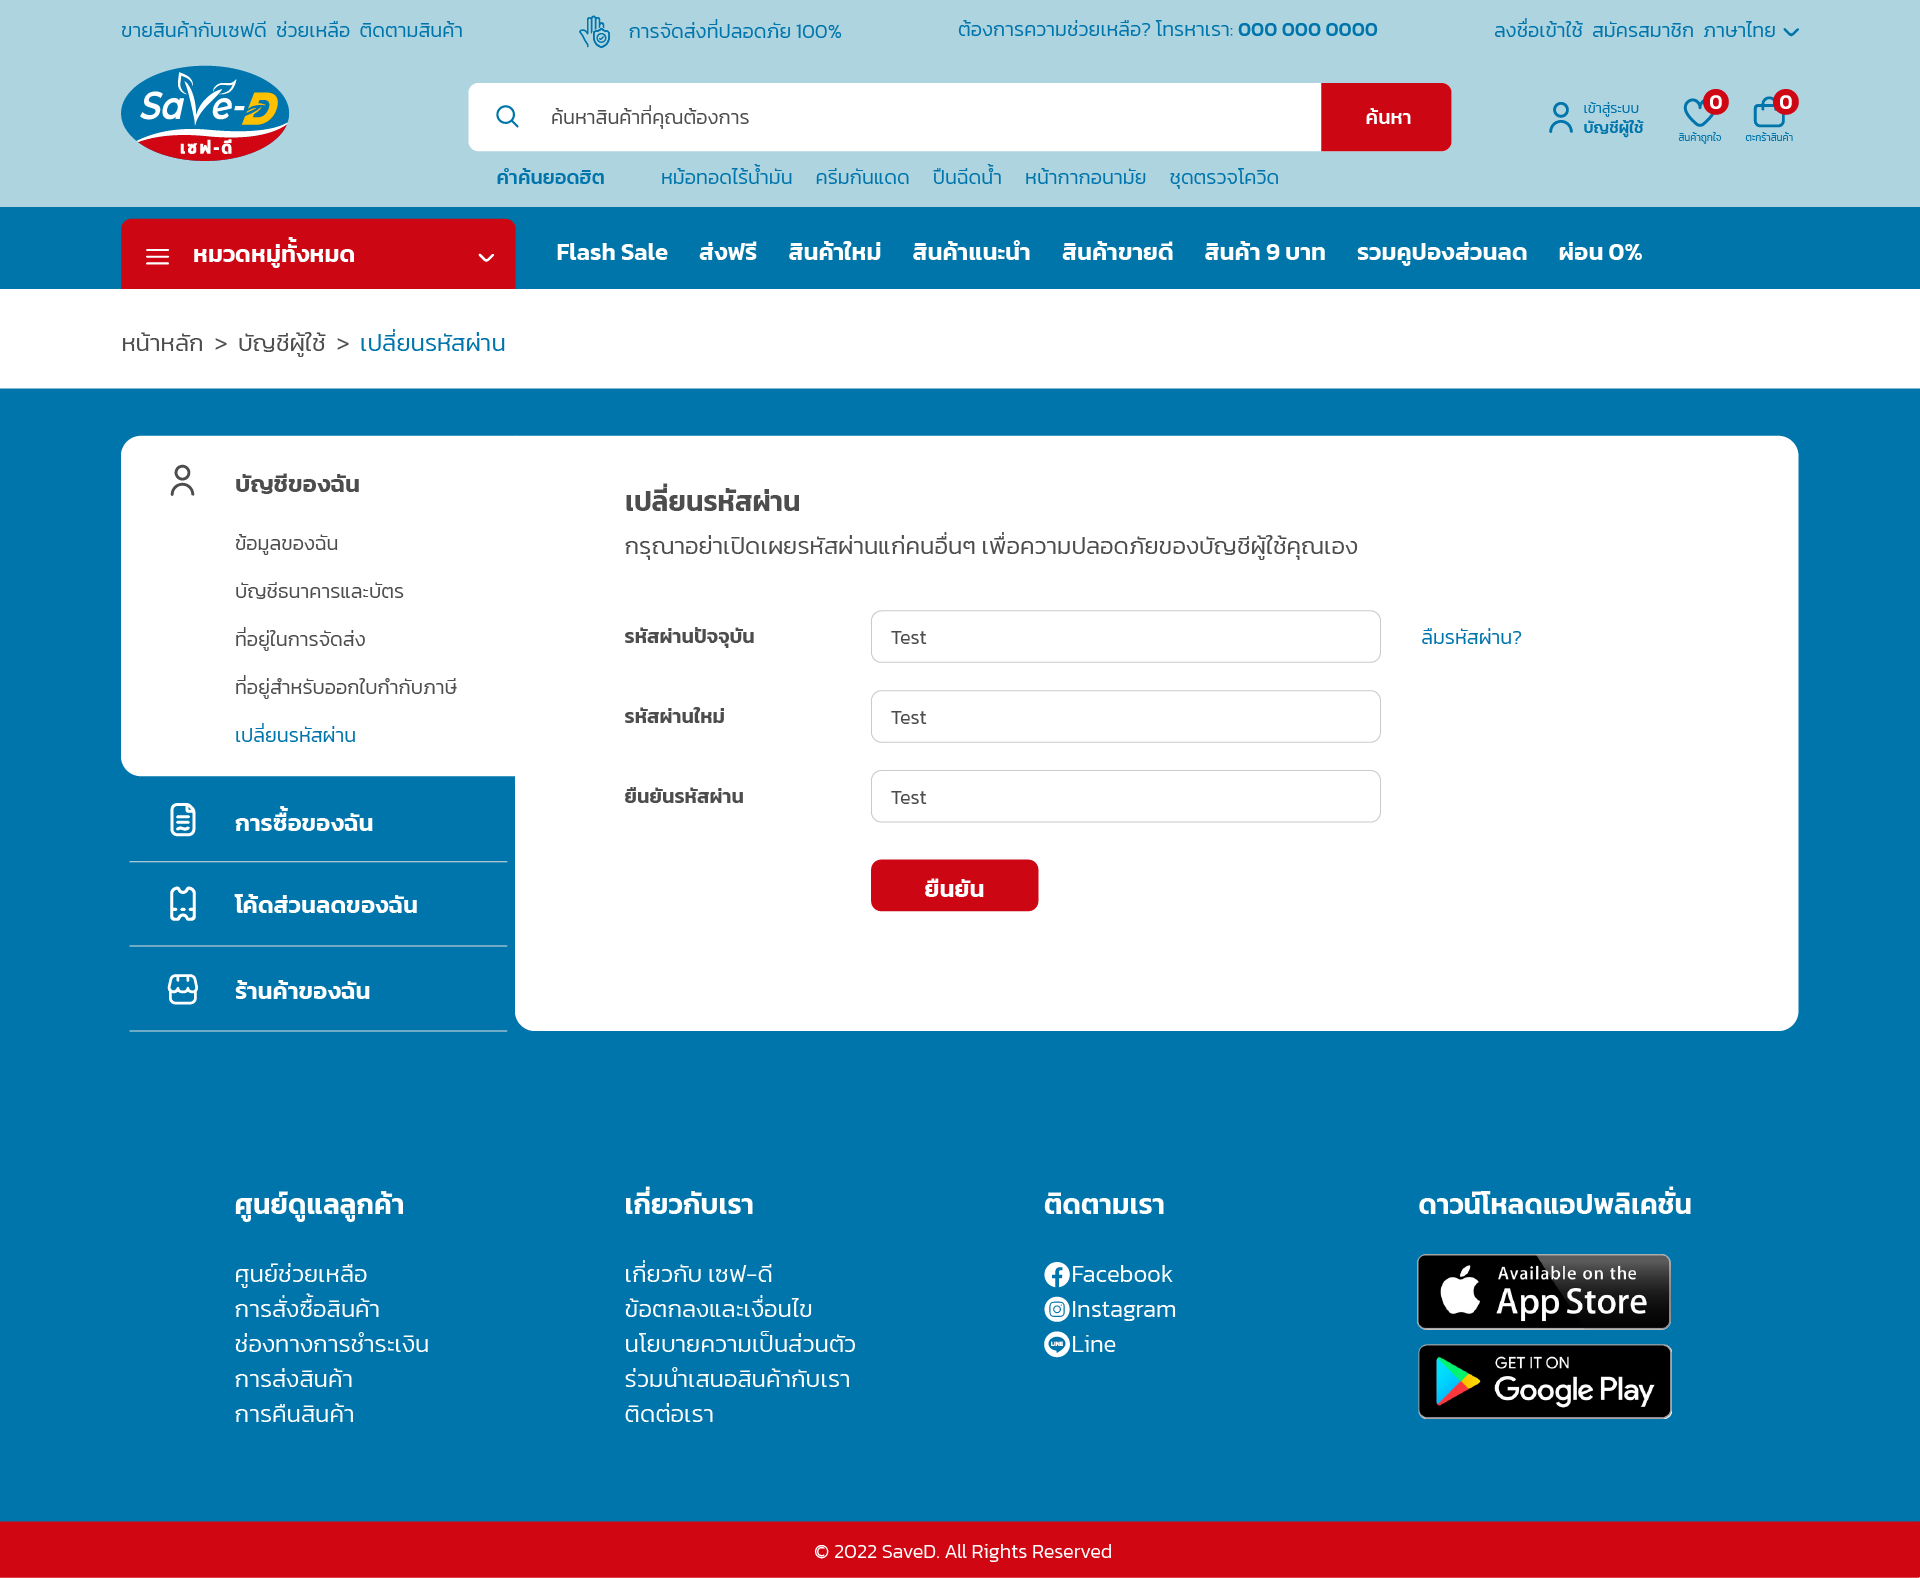 ขายสินค้ากับเซฟดี ช่วยเหลือ ติดตามสินค้า
การจัดส่งที่ปลอดภัย 100%
ต้องการความช่วยเหลือ? โทรหาเรา: 000 000 0000
ลงชื่อเข้าใช้ สมัครสมาชิก ภาษาไทย
SaVe-D
เซฟ-ดี
ค้นหาสินค้าที่คุณต้องการ
ค้นหา
เข้าสู่ระบบ
บัญชีผู้ใช้
0
สินค้าถูกใจ
0
ตะกร้าสินค้า
คำค้นยอดฮิต หม้อทอดไร้น้ำมัน ครีมกันแดด ปืนฉีดน้ำ หน้ากากอนามัย ชุดตรวจโควิด
หมวดหมู่ทั้งหมด
Flash Sale ส่งฟรี สินค้าใหม่ สินค้าแนะนำ สินค้าขายดี สินค้า 9 บาท รวมคูปองส่วนลด ผ่อน 0%
หน้าหลัก > บัญชีผู้ใช้ > เปลี่ยนรหัสผ่าน
บัญชีของฉัน
ข้อมูลของฉัน
บัญชีธนาคารและบัตร
ที่อยู่ในการจัดส่ง
ที่อยู่สำหรับออกใบกำกับภาษี
เปลี่ยนรหัสผ่าน
การซื้อของฉัน
โค้ดส่วนลดของฉัน
ร้านค้าของฉัน
เปลี่ยนรหัสผ่าน
กรุณาอย่าเปิดเผยรหัสผ่านแก่คนอื่นๆ เพื่อความปลอดภัยของบัญชีผู้ใช้คุณเอง
รหัสผ่านปัจจุบัน
Test
ลืมรหัสผ่าน?
รหัสผ่านใหม่
Test
ยืนยันรหัสผ่าน
Test
ยืนยัน
ศูนย์ดูแลลูกค้า
ศูนย์ช่วยเหลือ
การสั่งซื้อสินค้า
ช่องทางการชำระเงิน
การส่งสินค้า
การคืนสินค้า
เกี่ยวกับเรา
เกี่ยวกับ เซฟ-ดี
ข้อตกลงและเงื่อนไข
นโยบายความเป็นส่วนตัว
ร่วมนำเสนอสินค้ากับเรา
ติดต่อเรา
ติดตามเรา
Facebook
Instagram
LINE
Line
ดาวน์โหลดแอปพลิเคชั่น
Available on the
App Store
GET IT ON
Google Play
© 2022 SaveD. All Rights Reserved